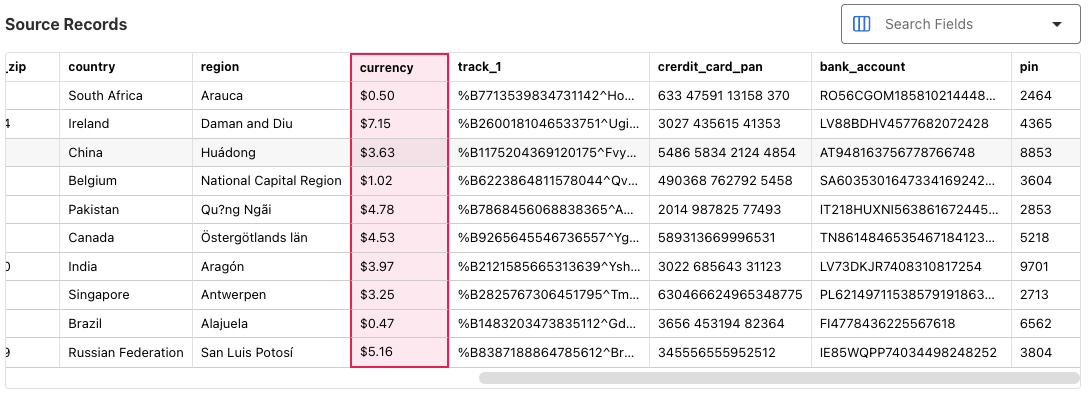 Source Records
Search Fields
_zip country region currency track_1 crerdit_card_pan bank_account pin
South Africa Arauca $0.50 %B7713539834731142^Ho... 633 47591 13158 370 RO56CGOM185810214448... 2464
4 Ireland Daman and Diu $7.15 %B2600181046533751^Ugi... 3027 435615 41353 LV88BDHV4577682072428 4365
China Huádong $3.63 %B1175204369120175^Fvy... 5486 5834 2124 4854 AT948163756778766748 8853
Belgium National Capital Region $1.02 %B6223864811578044^Qv... 490368 762792 5458 SA6035301647334169242... 3604
Pakistan Qu?ng Ngãi $4.78 %B7868456068838365^A... 2014 987825 77493 IT218HUXNI563861672445... 2853
Canada Östergötlands län $4.53 %B9265645546736557^Yg... 589313669996531 TN8614846535467184123... 5218
0 India Aragón $3.97 %B2121585665313639^Ysh... 3022 685643 31123 LV73DKJR7408310817254 9701
Singapore Antwerpen $3.25 %B2825767306451795^Tm... 630466624965348775 PL62149711538579191863... 2713
Brazil Alajuela $0.47 %B1483203473835112^Gd... 3656 453194 82364 FI4778436225567618 6562
9 Russian Federation San Luis Potosí $5.16 %B8387188864785612^Br... 345556555952512 IE85WQPP74034498248252 3804